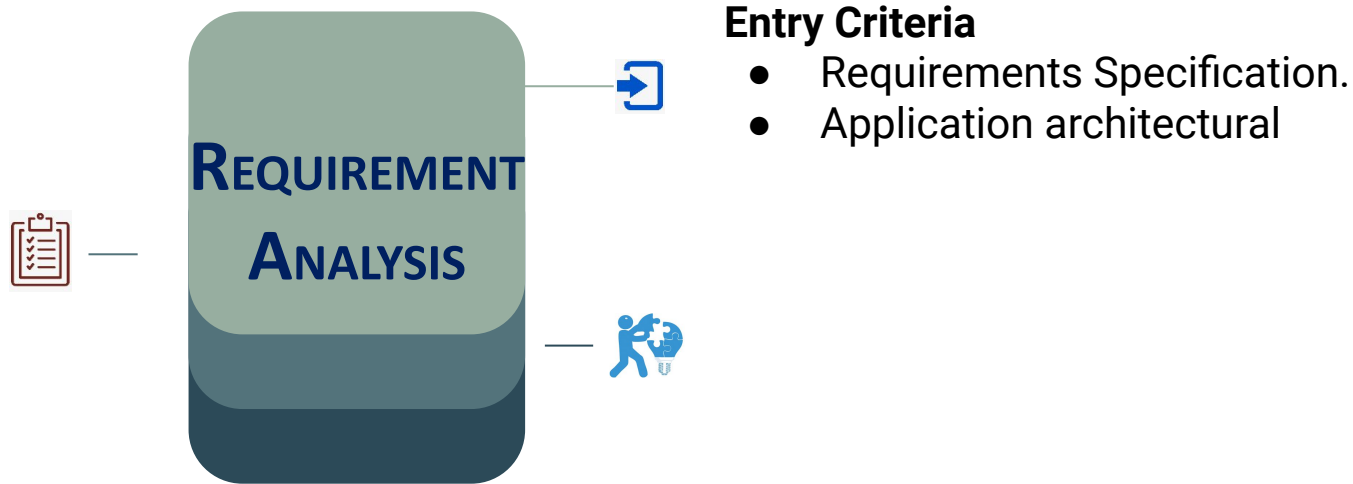 REQUIREMENT
ANALYSIS
Entry Criteria
● Requirements Specification.
● Application architectural